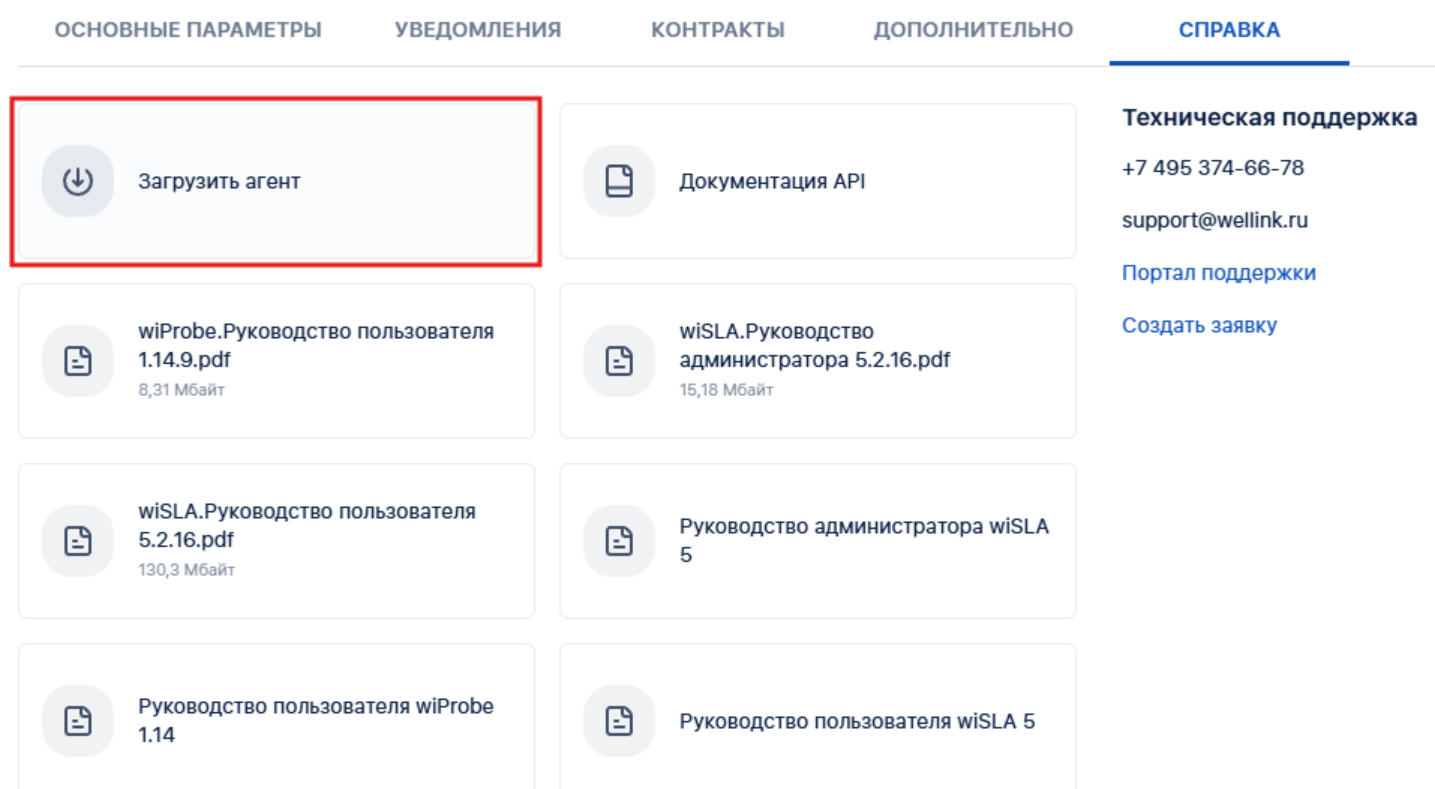 ОСНОВНЫЕ ПАРАМЕТРЫ УВЕДОМЛЕНИЯ КОНТРАКТЫ ДОПОЛНИТЕЛЬНО СПРАВКА
Загрузить агент
Документация API
wiProbe.Руководство пользователя
1.14.9.pdf
8,31 Мбайт
wiSLA.Руководство
администратора 5.2.16.pdf
15,18 Мбайт
wiSLA.Руководство пользователя
5.2.16.pdf
130,3 Мбайт
Руководство администратора wiSLA
5
Руководство пользователя wiProbe
1.14
Руководство пользователя wiSLA 5
Техническая поддержка
+7 495 374-66-78
support@wellink.ru
Портал поддержки
Создать заявку